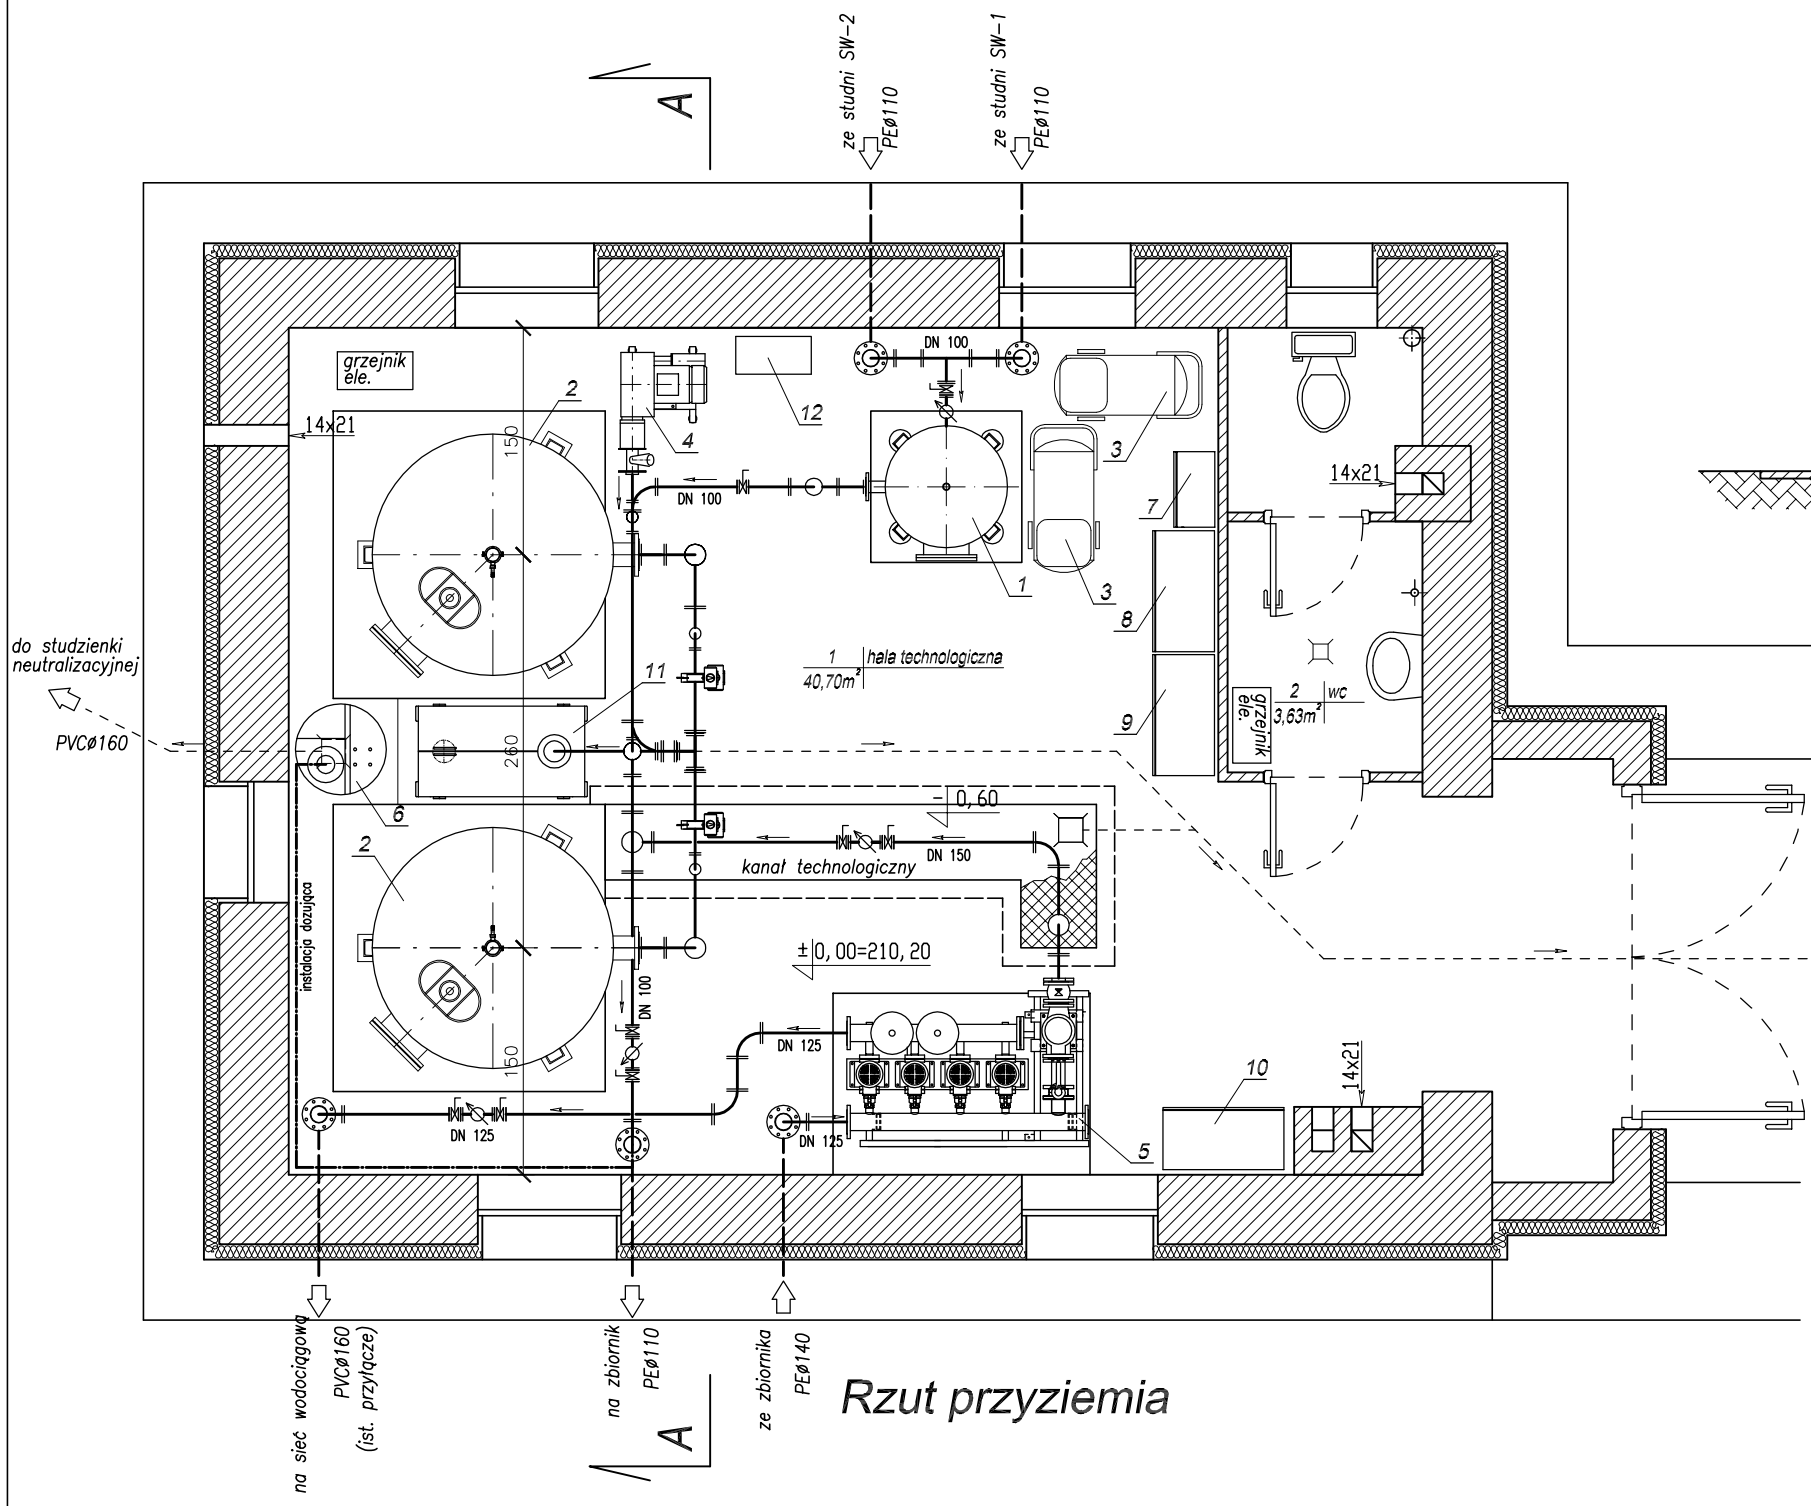 ze studni SW-2
PEø110
ze studni SW-1
PEø110
A
grzejnik
ele.
2
14x21
150
4
12
DN 100
3
DN 100
3
1
7
14x21
8
9
do studzienki
neutralizacyjnej
PVCø160
11
1 hala technologiczna
40,70m²
grzejnik
ele.
2 wc
3,63m²
260
6
2
- 0,60
DN 150
kanał technologiczny
instalacja dozująca
±0,00=210,20
DN 100
150
DN 125
DN 125
DN 125
5
10
14x21
na sieć wodociągową
PVCø160
(ist. przyłącze)
na zbiornik
PEø110
ze zbiornika
PEø140
A
Rzut przyziemia